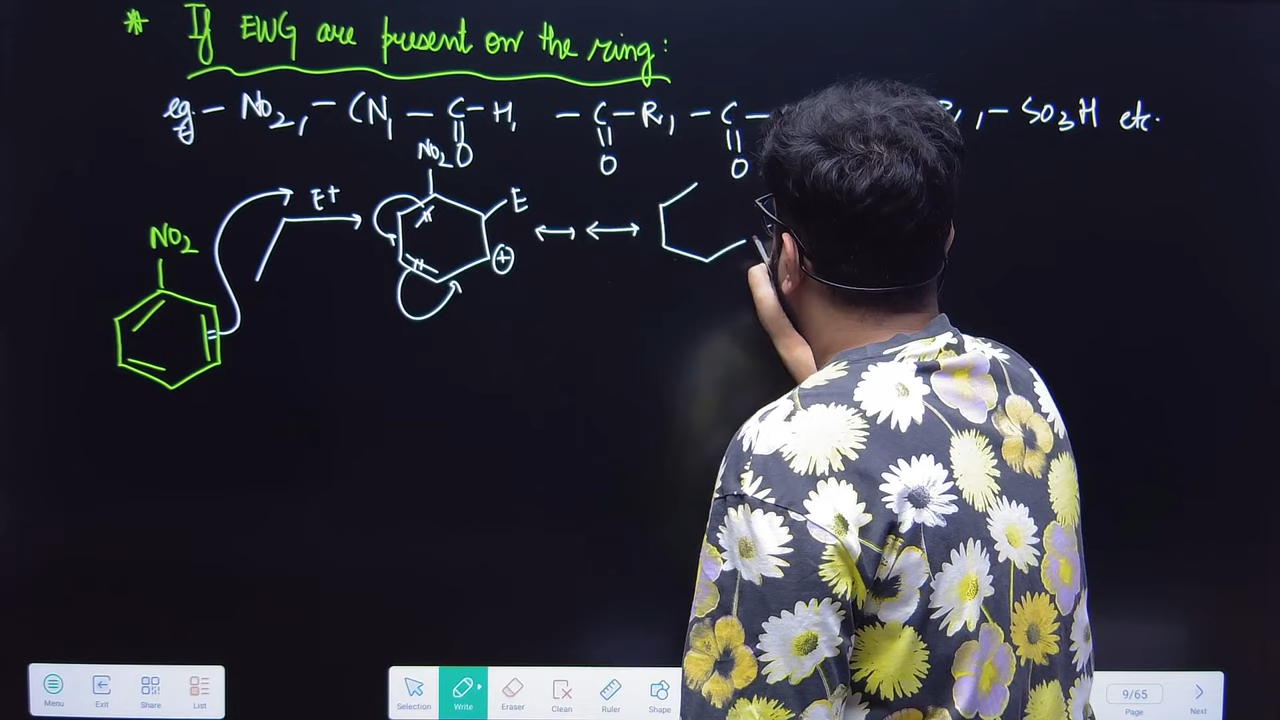 * If EWG are present on the ring:
eg - NO2, - CN, - C - H, - C - R, - C - , - SO3H etc.
O O O
NO2
E+
E
+
NO2
Menu Exit Share List
Selection Write Eraser Clean Ruler Shape
9/65
Page Next